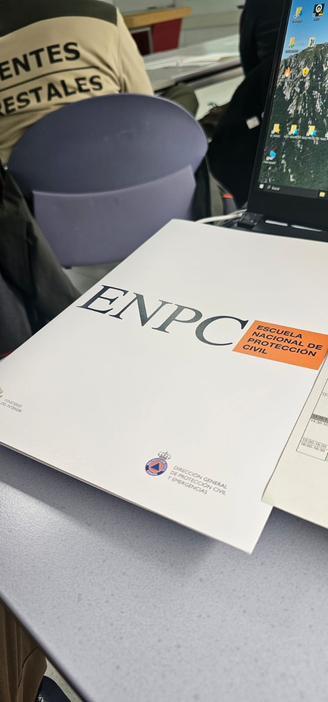 ENTES
RESTALES
ENPC
ESCUELA
NACIONAL DE
PROTECCIÓN
CIVIL
DIRECCIÓN GENERAL
DE PROTECCIÓN CIVIL
Y EMERGENCIAS